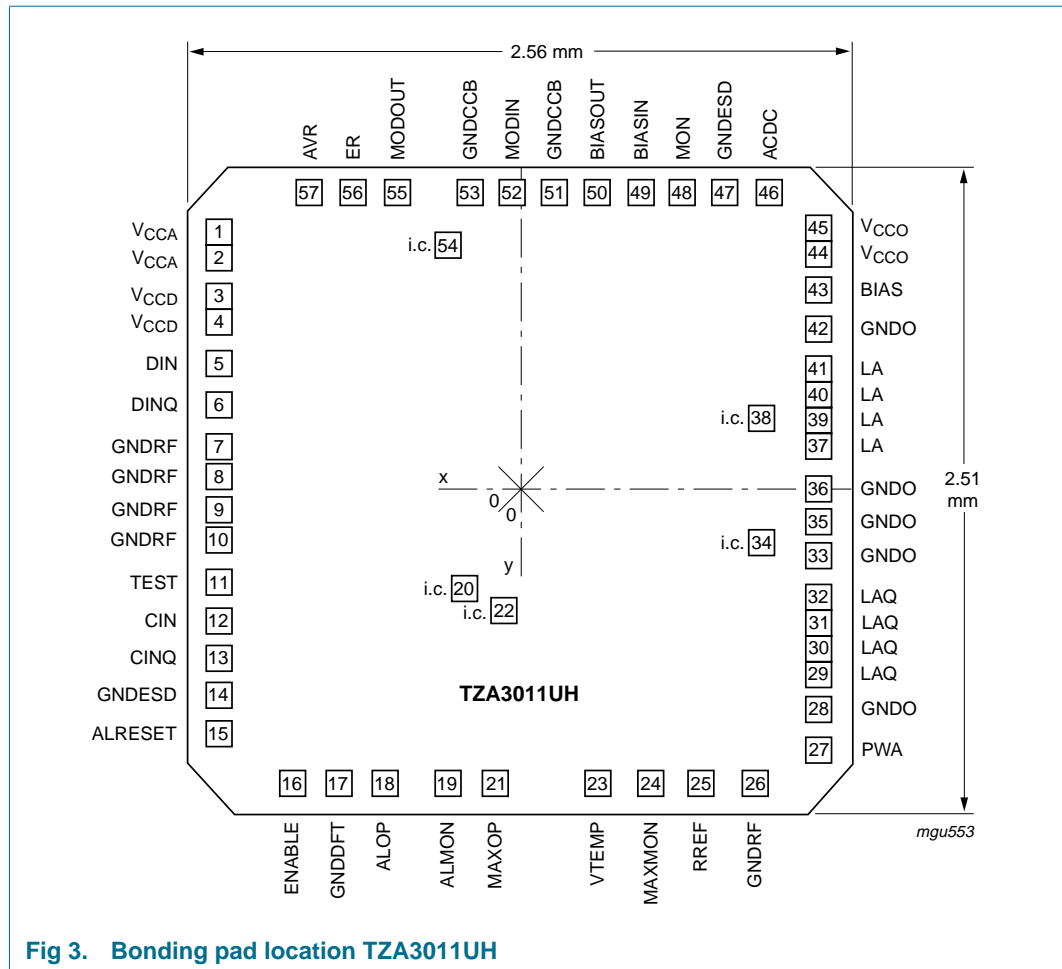 2.56 mm
AVR
ER
MODOUT
GNDCCB
MODIN
GNDCCB
BIASOUT
BIASIN
MON
GNDESD
ACDC
57 56 55 53 52 51 50 49 48 47 46
VCCA 1
VCCA 2
VCCD 3
VCCD 4
DIN 5
DINQ 6
GNDRF 7
GNDRF 8
GNDRF 9
GNDRF 10
TEST 11
CIN 12
CINQ 13
GNDESD 14
ALRESET 15
i.c. 54
i.c. 38
x
0
0
y
i.c. 34
i.c. 20
i.c. 22
TZA3011UH
45 VCCO
44 VCCO
43 BIAS
42 GNDO
41 LA
40 LA
39 LA
37 LA
36 GNDO
35 GNDO
33 GNDO
32 LAQ
31 LAQ
30 LAQ
29 LAQ
28 GNDO
27 PWA
2.51
mm
16 17 18 19 21 23 24 25 26
ENABLE
GNDDFT
ALOP
ALMON
MAXOP
VTEMP
MAXMON
RREF
GNDRF
mgu553
Fig 3. Bonding pad location TZA3011UH